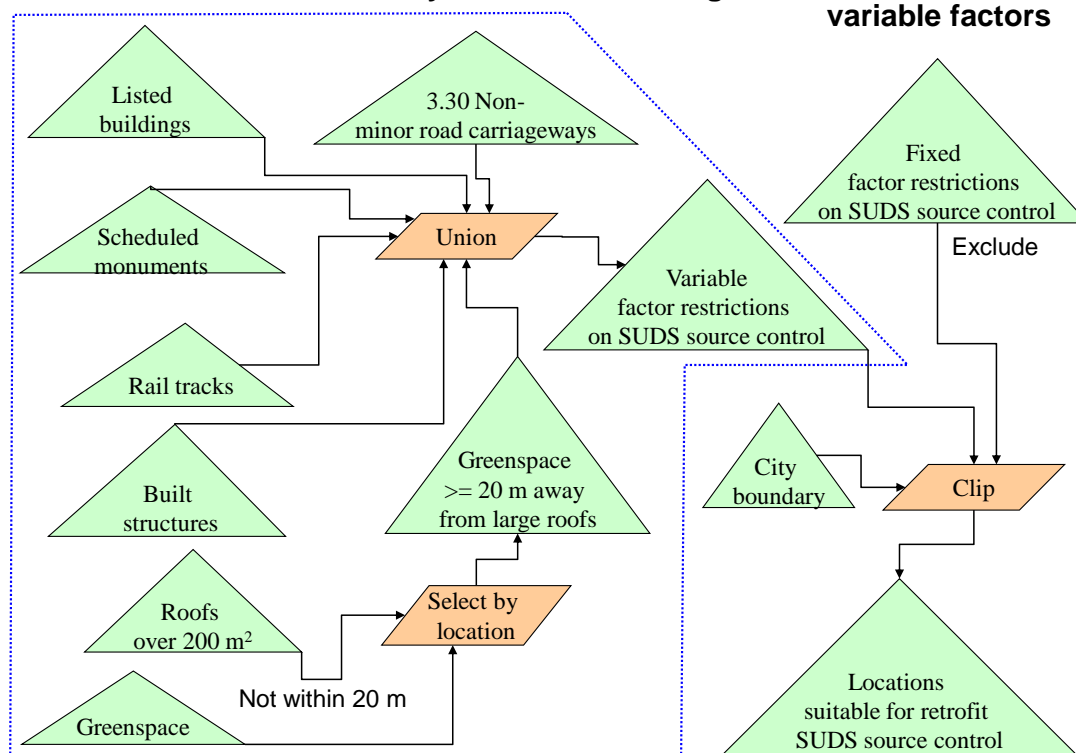 variable factors
Listed
buildings
3.30 Non-
minor road carriageways
Fixed
factor restrictions
on SUDS source control
Exclude
Scheduled
monuments
Union
Variable
factor restrictions
on SUDS source control
Rail tracks
Built
structures
Greenspace
>= 20 m away
from large roofs
City
boundary
Clip
Roofs
over 200 m²
Select by
location
Not within 20 m
Greenspace
Locations
suitable for retrofit
SUDS source control